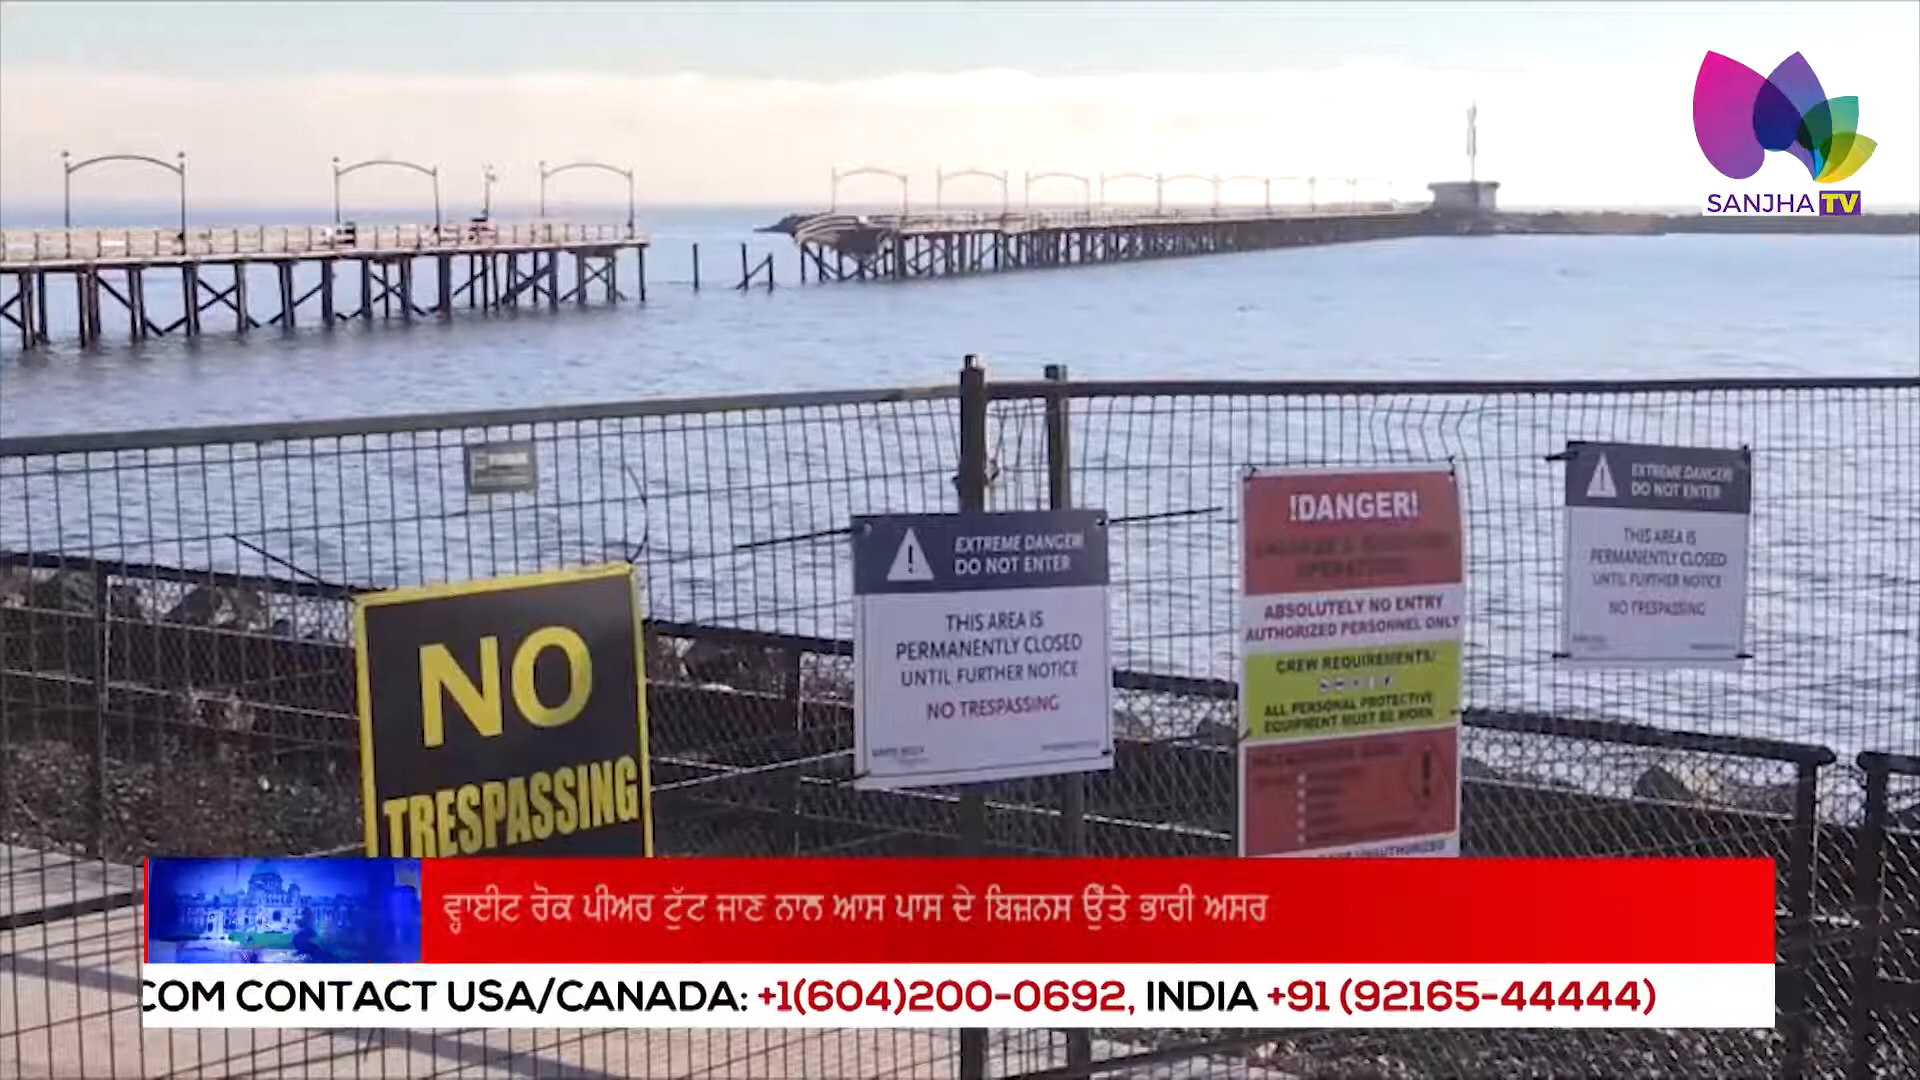 SANJHA TV
EXTREME DANGER!
DO NOT ENTER
THIS AREA IS
PERMANENTLY CLOSED
UNTIL FURTHER NOTICE
NO TRESPASSING
!DANGER!
ABSOLUTELY NO ENTRY
AUTHORIZED PERSONNEL ONLY
CREW REQUIREMENTS:
ALL PERSONAL PROTECTIVE
EQUIPMENT MUST BE WORN
EXTREME DANGER!
DO NOT ENTER
THIS AREA IS
PERMANENTLY CLOSED
UNTIL FURTHER NOTICE
NO TRESPASSING
NO
TRESPASSING
ਵ੍ਹਾਈਟ ਰੋਕ ਪੀਅਰ ਟੁੱਟ ਜਾਣ ਨਾਲ ਆਸ ਪਾਸ ਦੇ ਬਿਜ਼ਨਸ ਉੱਤੇ ਭਾਰੀ ਅਸਰ
COM CONTACT USA/CANADA: +1(604)200-0692, INDIA +91 (92165-44444)